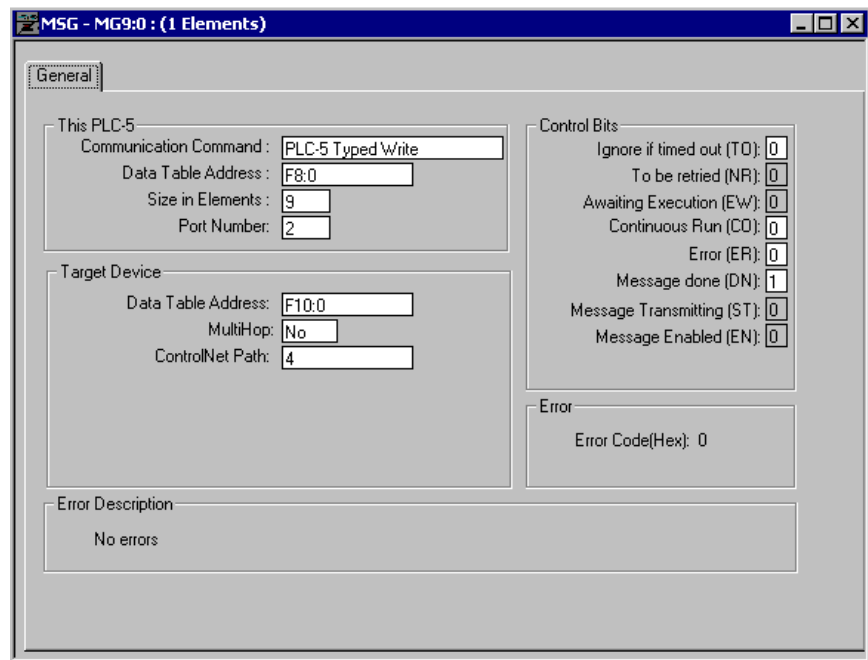 MSG - MG9:0 : (1 Elements)
General
This PLC-5
Communication Command : PLC-5 Typed Write
Data Table Address : F8:0
Size in Elements : 9
Port Number: 2
Target Device
Data Table Address: F10:0
MultiHop: No
ControlNet Path: 4
Control Bits
Ignore if timed out (TO): 0
To be retried (NR): 0
Awaiting Execution (EW): 0
Continuous Run (CO): 0
Error (ER): 0
Message done (DN): 1
Message Transmitting (ST): 0
Message Enabled (EN): 0
Error
Error Code(Hex): 0
Error Description
No errors